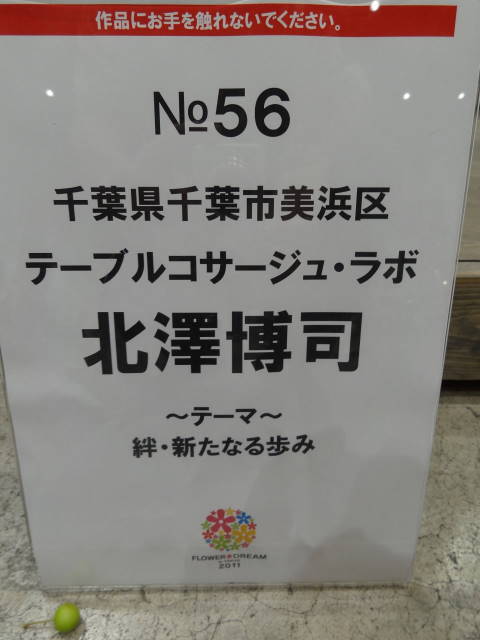 作品にお手を触れないでください。
№56
千葉県千葉市美浜区
テーブルコサージュ・ラボ
北澤博司
～テーマ～
絆・新たなる歩み
FLOWER★DREAM
2011